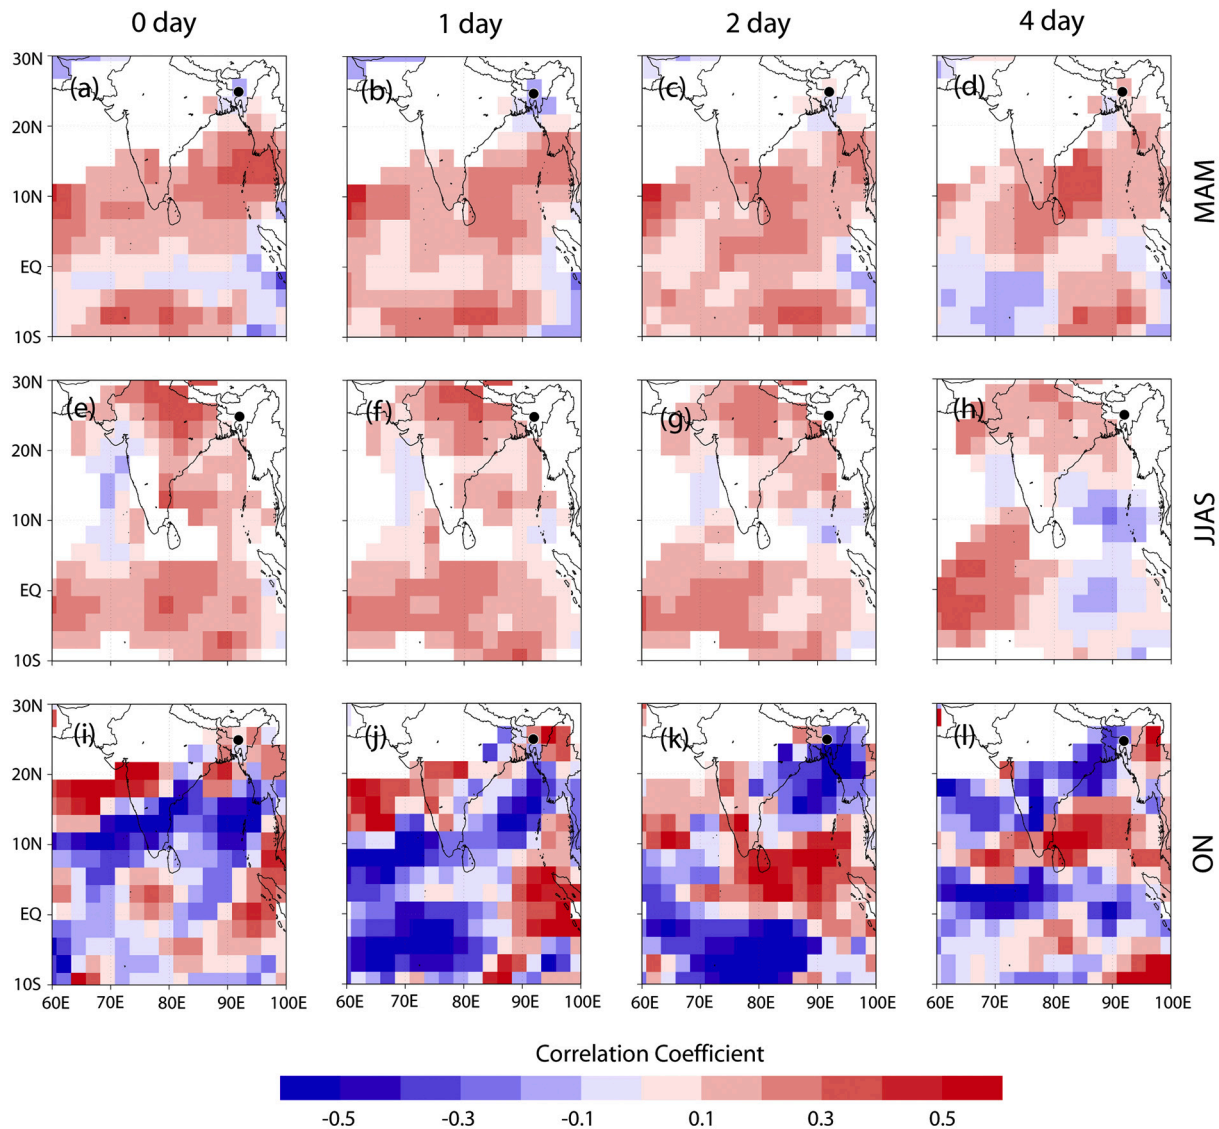 0 day 1 day 2 day 4 day
30N (a) (b) (c) (d)
20N
10N
EQ
10S
MAM
30N (e) (f) (g) (h)
20N
10N
EQ
10S
JJAS
30N (i) (j) (k) (l)
20N
10N
EQ
10S
ON
60E 70E 80E 90E 100E 60E 70E 80E 90E 100E 60E 70E 80E 90E 100E 60E 70E 80E 90E 100E
Correlation Coefficient
-0.5 -0.3 -0.1 0.1 0.3 0.5